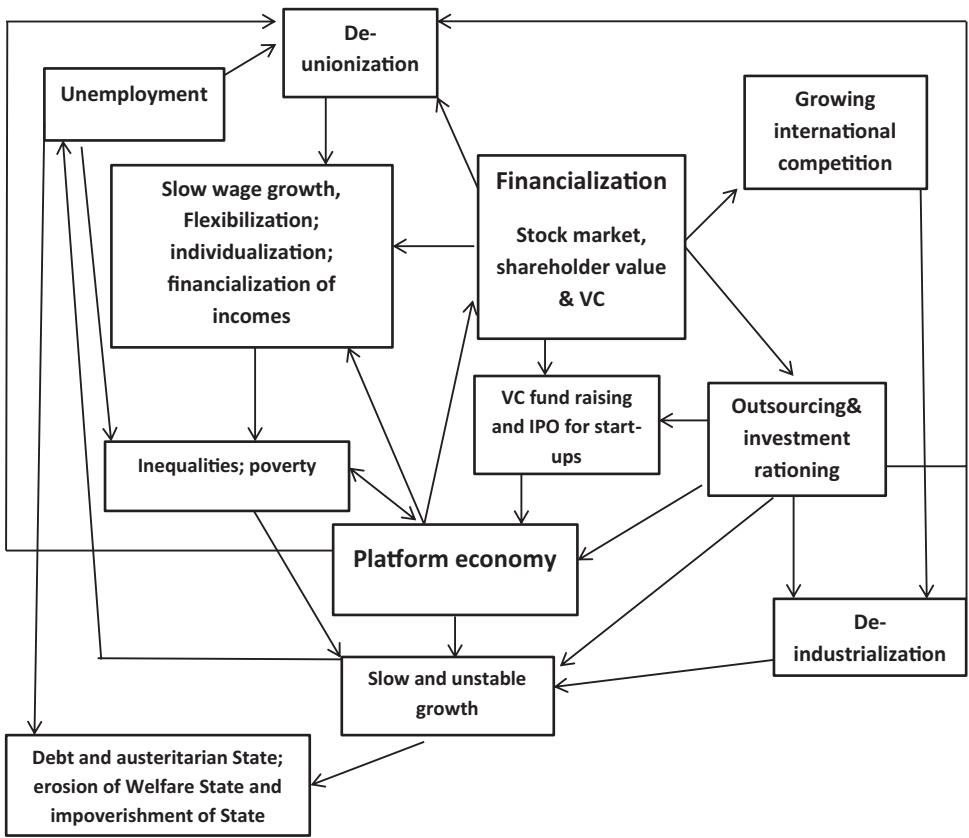 De-
unionization
Unemployment
Growing
international
competition
Slow wage growth,
Flexibilization;
individualization;
financialization of
incomes
Financialization
Stock market,
shareholder value
& VC
VC fund raising
and IPO for start-
ups
Outsourcing&
investment
rationing
Inequalities; poverty
Platform economy
De-
industrialization
Slow and unstable
growth
Debt and austeritarian State;
erosion of Welfare State and
impoverishment of State